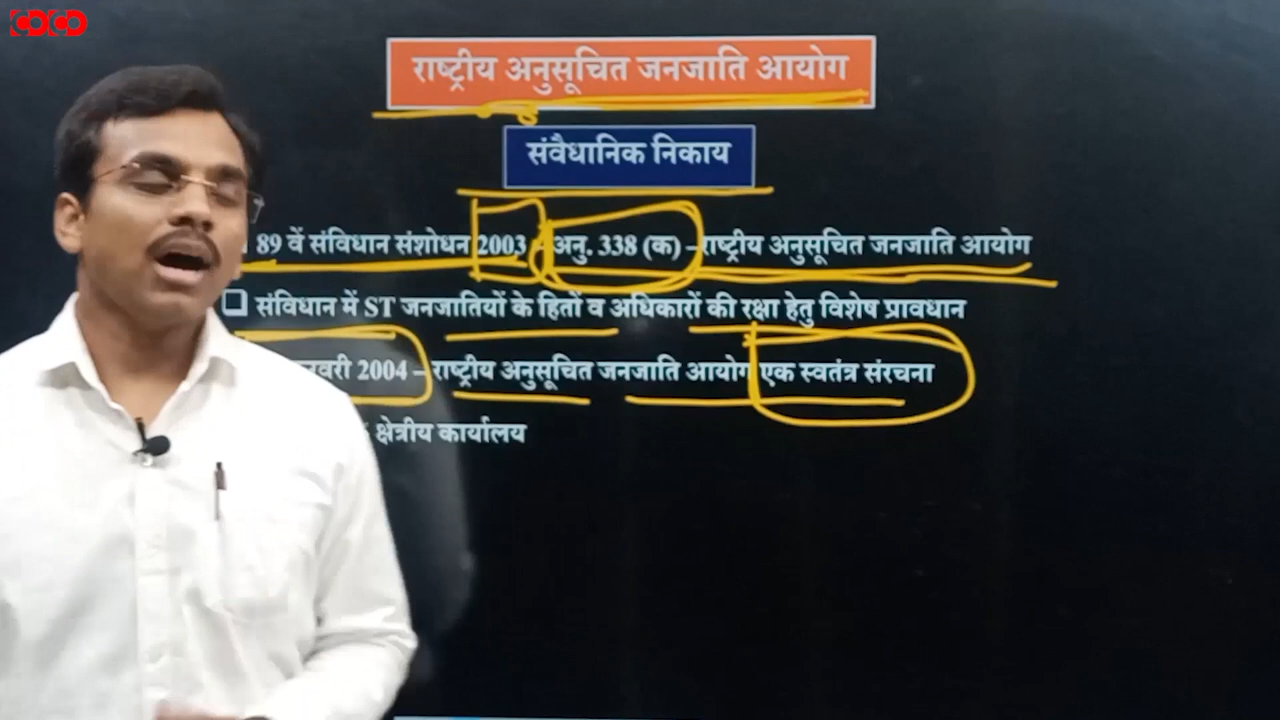 COCO
राष्ट्रीय अनुसूचित जनजाति आयोग
संवैधानिक निकाय
89 वें संविधान संशोधन 2003 – अनु. 338 (क) – राष्ट्रीय अनुसूचित जनजाति आयोग
संविधान में ST जनजातियों के हितों व अधिकारों की रक्षा हेतु विशेष प्रावधान
2004 – राष्ट्रीय अनुसूचित जनजाति आयोग एक स्वतंत्र संरचना
क्षेत्रीय कार्यालय